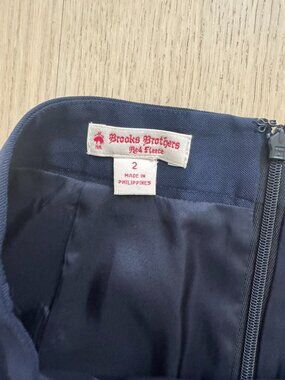 Brooks Brothers
Red Fleece
2
MADE IN
PHILIPPINES